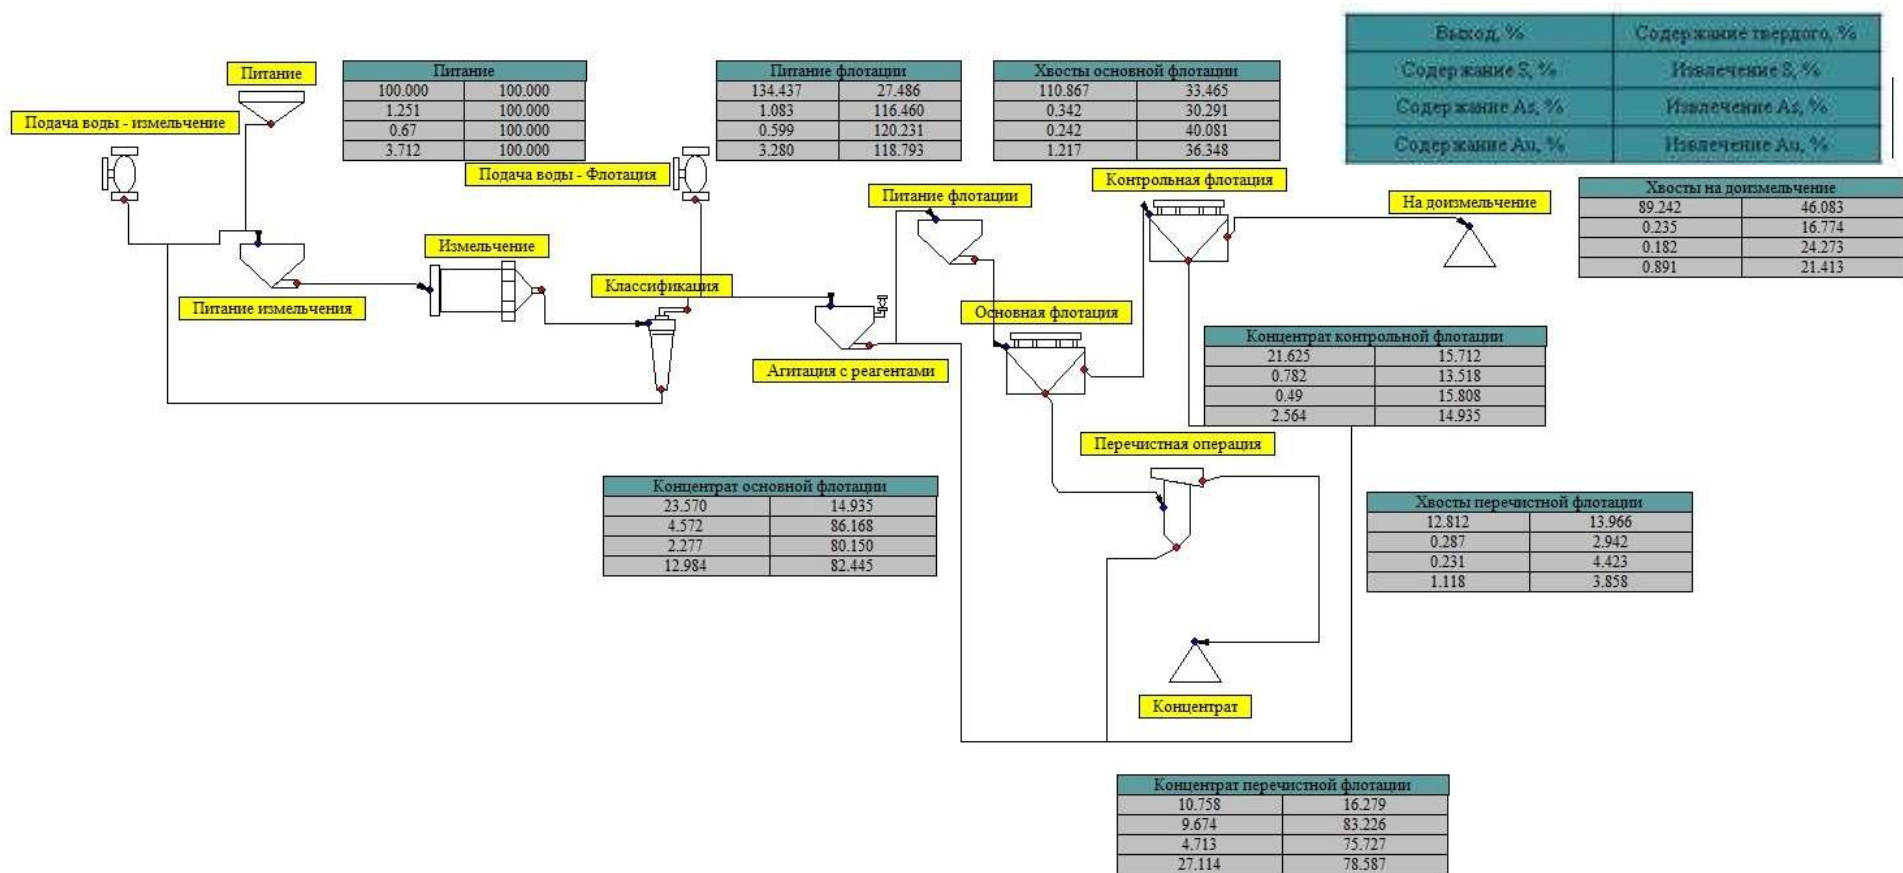 Выход, % Содержание твердого, %
Содержание S, % Извлечение S, %
Содержание As, % Извлечение As, %
Содержание Au, % Извлечение Au, %
Питание
Питание
100.000 100.000
1.251 100.000
0.67 100.000
3.712 100.000
Питание флотации
134.437 27.486
1.083 116.460
0.599 120.231
3.280 118.793
Хвосты основной флотации
110.867 33.465
0.342 30.291
0.242 40.081
1.217 36.348
Подача воды - измельчение
Подача воды - Флотация
Питание флотации
Контрольная флотация
На доизмельчение
Хвосты на доизмельчение
89.242 46.083
0.235 16.774
0.182 24.273
0.891 21.413
Измельчение
Классификация
Питание измельчения
Основная флотация
Агитация с реагентами
Концентрат контрольной флотации
21.625 15.712
0.782 13.518
0.49 15.808
2.564 14.935
Перечистная операция
Концентрат основной флотации
23.570 14.935
4.572 86.168
2.277 80.150
12.984 82.445
Хвосты перечистной флотации
12.812 13.966
0.287 2.942
0.231 4.423
1.118 3.858
Концентрат
Концентрат перечистной флотации
10.758 16.279
9.674 83.226
4.713 75.727
27.114 78.587